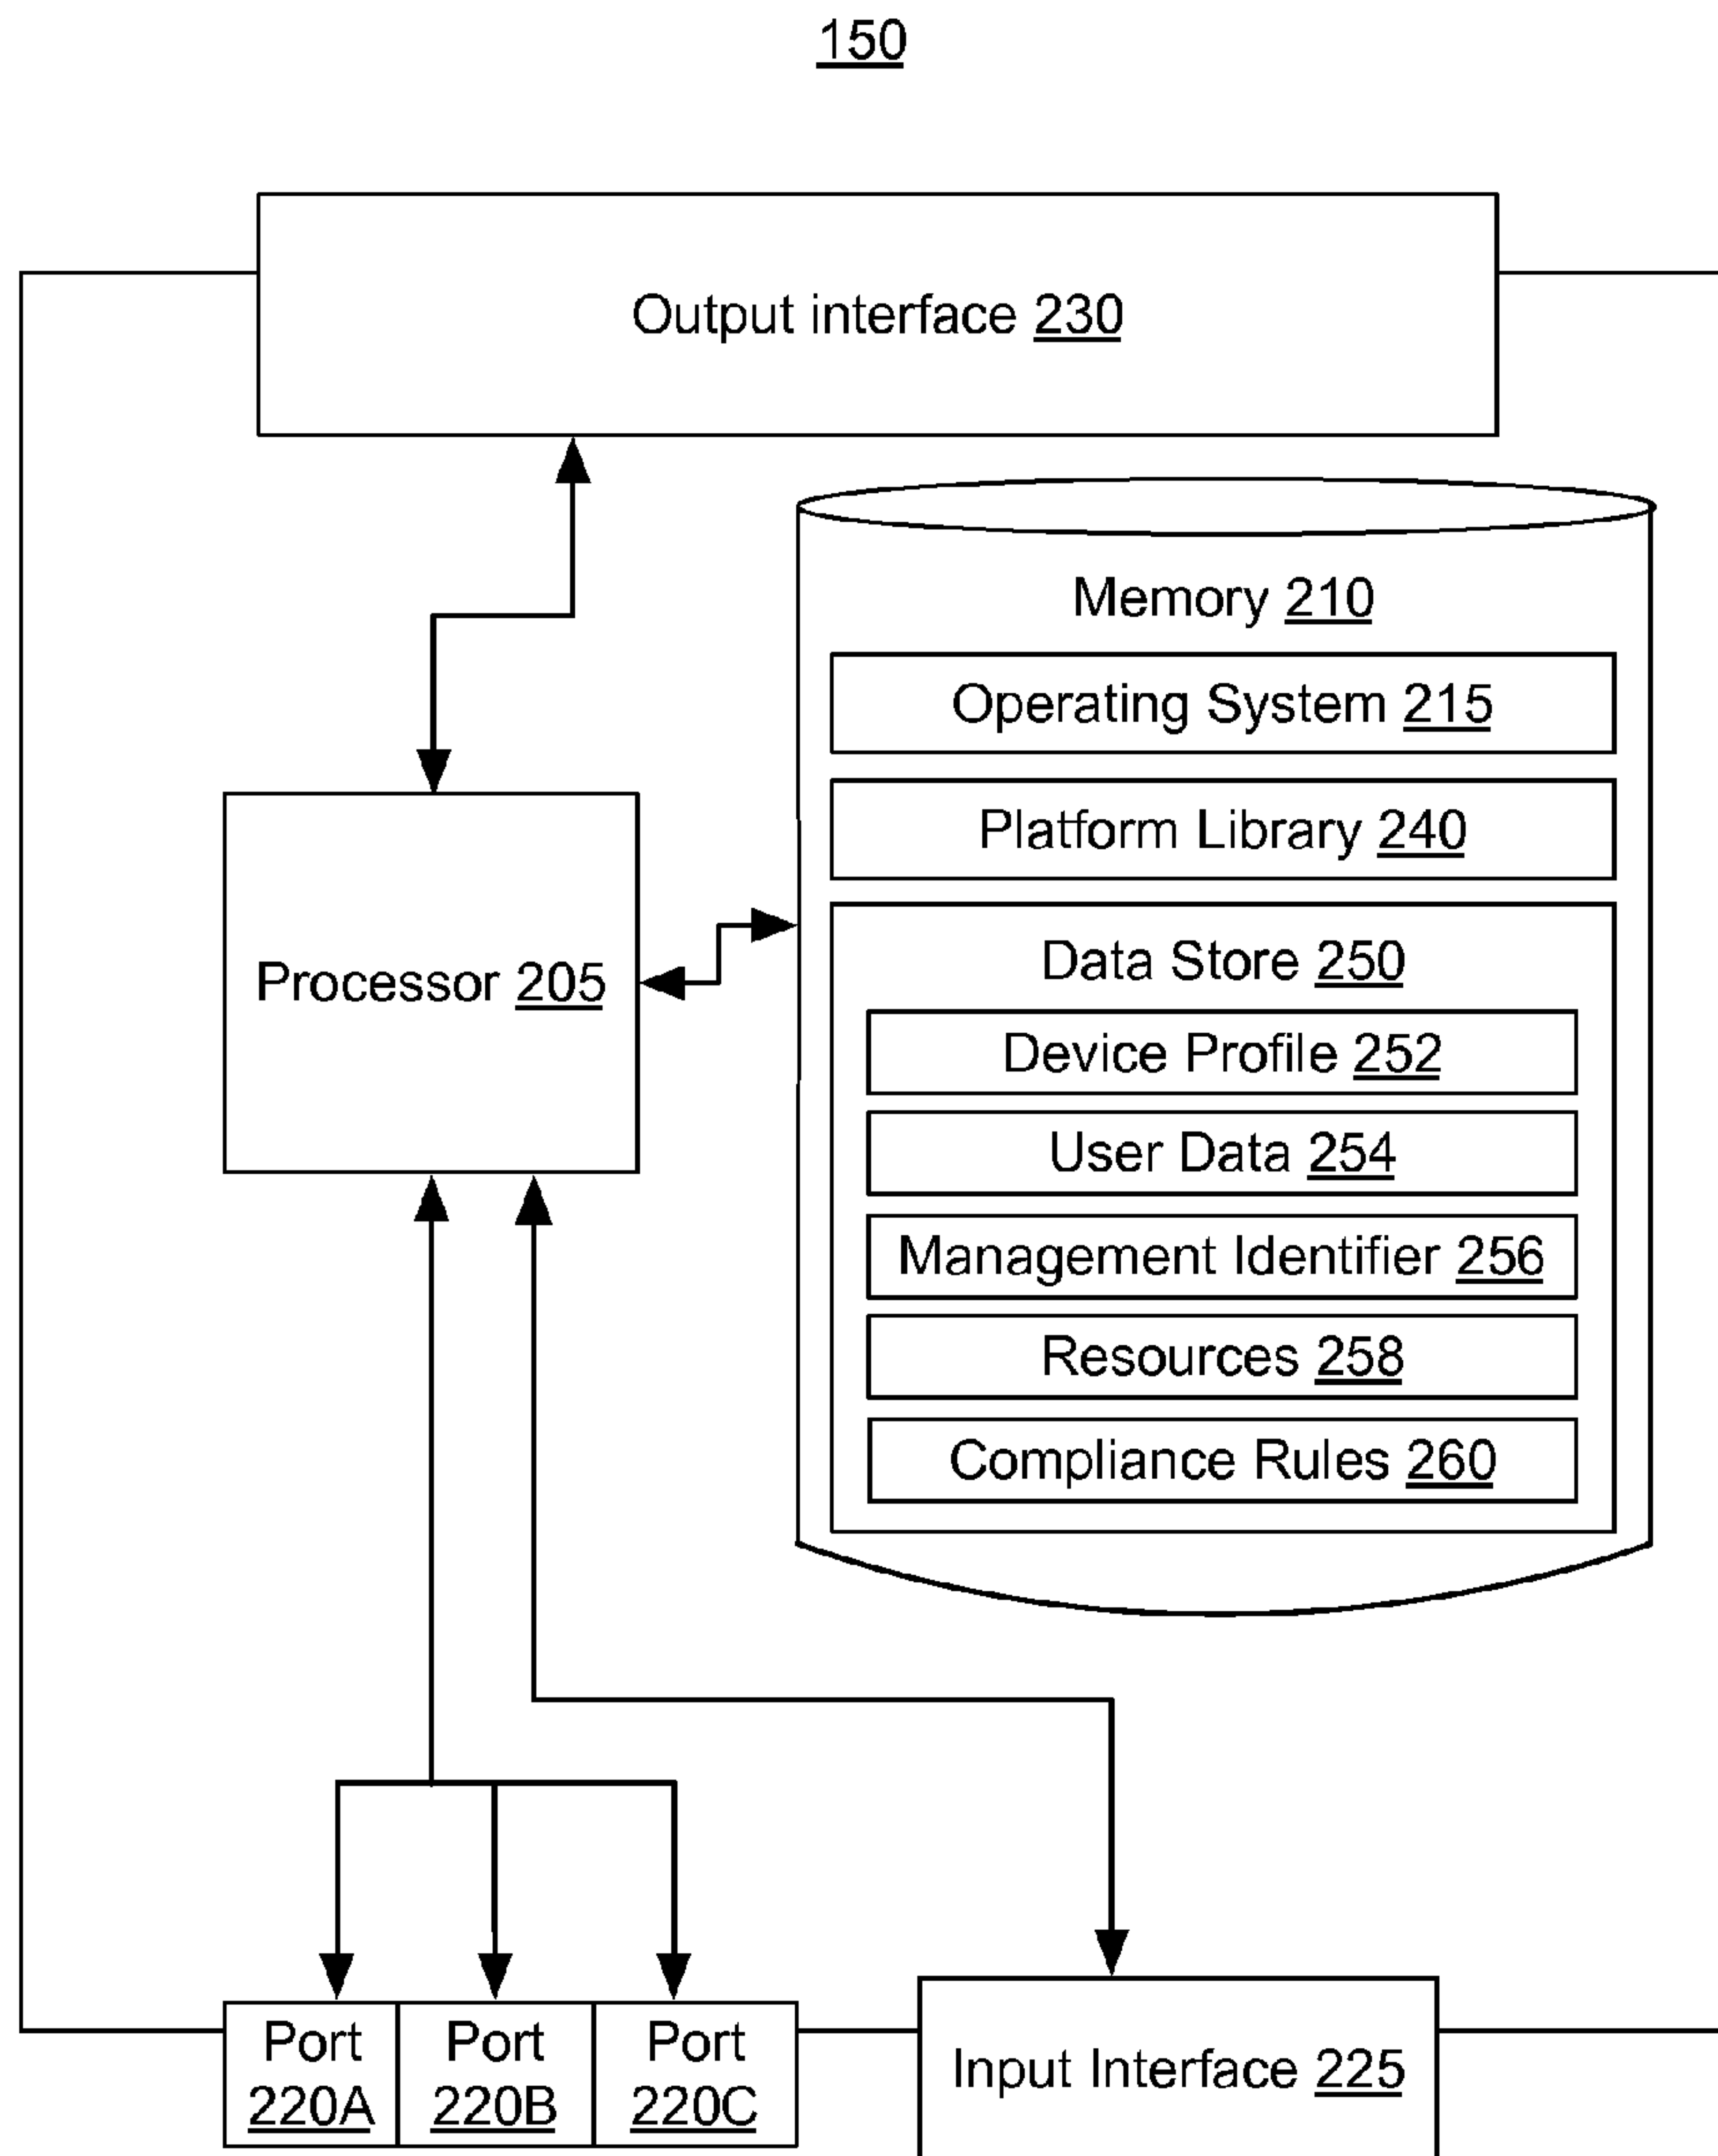 150
Output interface 230
Memory 210
Operating System 215
Platform Library 240
Processor 205
Data Store 250
Device Profile 252
User Data 254
Management Identifier 256
Resources 258
Compliance Rules 260
Port
220A
Port
220B
Port
220C
Input Interface 225